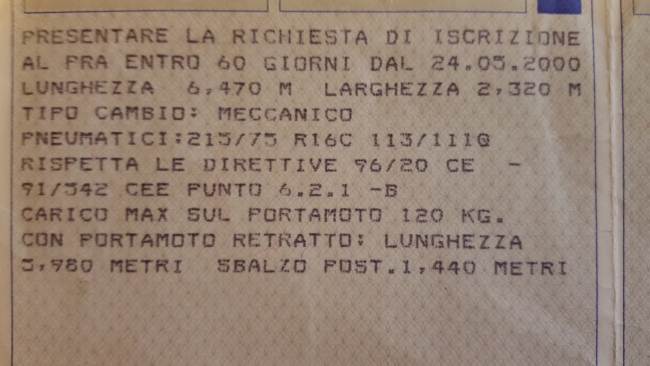 PRESENTARE LA RICHIESTA DI ISCRIZIONE
AL PRA ENTRO 60 GIORNI DAL 24.05.2000
LUNGHEZZA 6,470 M LARGHEZZA 2,320 M
TIPO CAMBIO: MECCANICO
PNEUMATICI:215/75 R16C 113/111Q
RISPETTA LE DIRETTIVE 96/20 CE -
91/542 CEE PUNTO 6.2.1 -B
CARICO MAX SUL PORTAMOTO 120 KG.
CON PORTAMOTO RETRATTO: LUNGHEZZA
5,980 METRI SBALZO POST.1,440 METRI